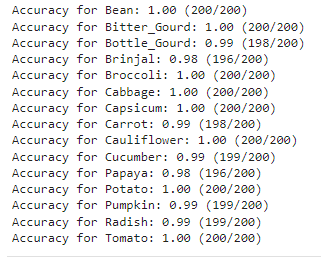 Accuracy for Bean: 1.00 (200/200)
Accuracy for Bitter_Gourd: 1.00 (200/200)
Accuracy for Bottle_Gourd: 0.99 (198/200)
Accuracy for Brinjal: 0.98 (196/200)
Accuracy for Broccoli: 1.00 (200/200)
Accuracy for Cabbage: 1.00 (200/200)
Accuracy for Capsicum: 1.00 (200/200)
Accuracy for Carrot: 0.99 (198/200)
Accuracy for Cauliflower: 1.00 (200/200)
Accuracy for Cucumber: 0.99 (199/200)
Accuracy for Papaya: 0.98 (196/200)
Accuracy for Potato: 1.00 (200/200)
Accuracy for Pumpkin: 0.99 (199/200)
Accuracy for Radish: 0.99 (199/200)
Accuracy for Tomato: 1.00 (200/200)